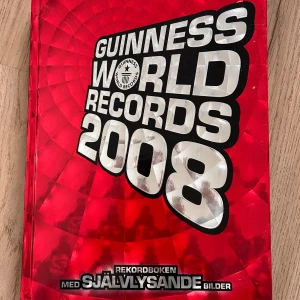 GUINNESS
WORLD
RECORDS
2008
REKORDBOKEN
MED SJÄLVLYSANDE BILDER